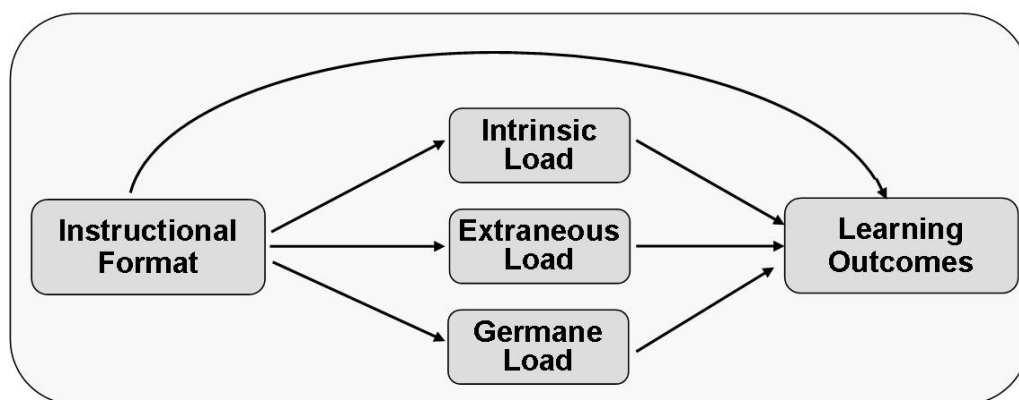 Instructional
Format
Intrinsic
Load
Extraneous
Load
Germane
Load
Learning
Outcomes